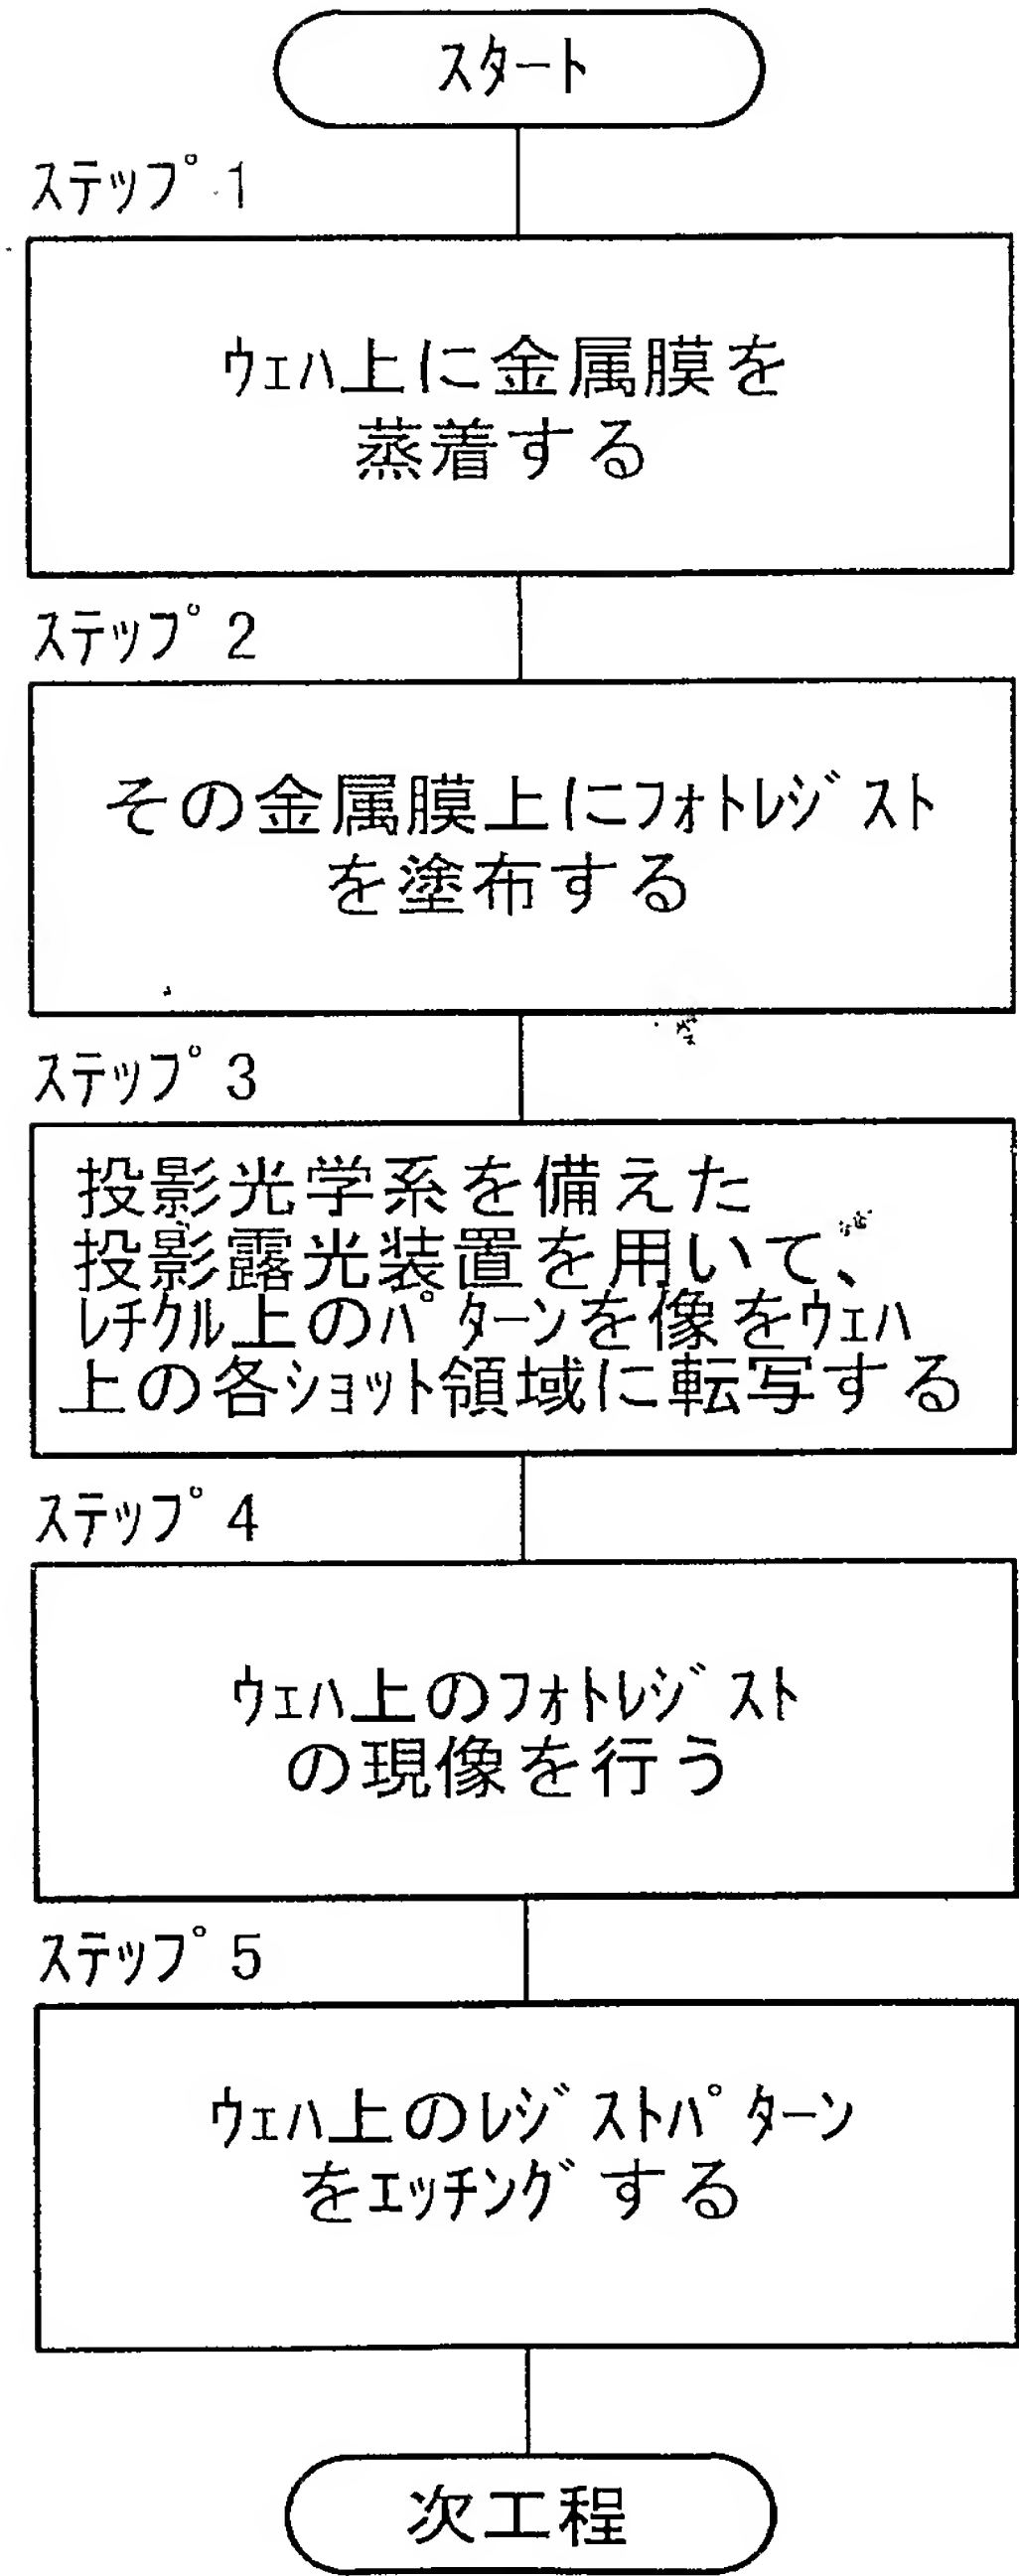 スタート
ステップ 1
ウェハ上に金属膜を
蒸着する
ステップ 2
その金属膜上にフォトレジスト
を塗布する
ステップ 3
投影光学系を備えた
投影露光装置を用いて、
レチクル上のパターンを像をウェハ
上の各ショット領域に転写する
ステップ 4
ウェハ上のフォトレジスト
の現像を行う
ステップ 5
ウェハ上のレジストパターン
をエッチングする
次工程